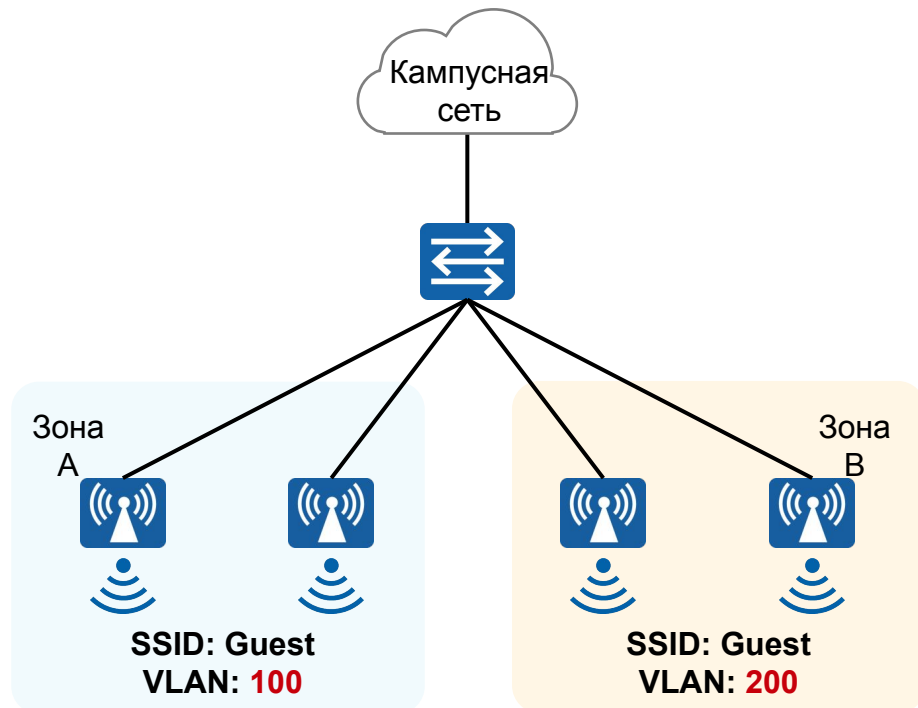 Кампусная
сеть
Зона
A
Зона
B
SSID: Guest
VLAN: 100
SSID: Guest
VLAN: 200